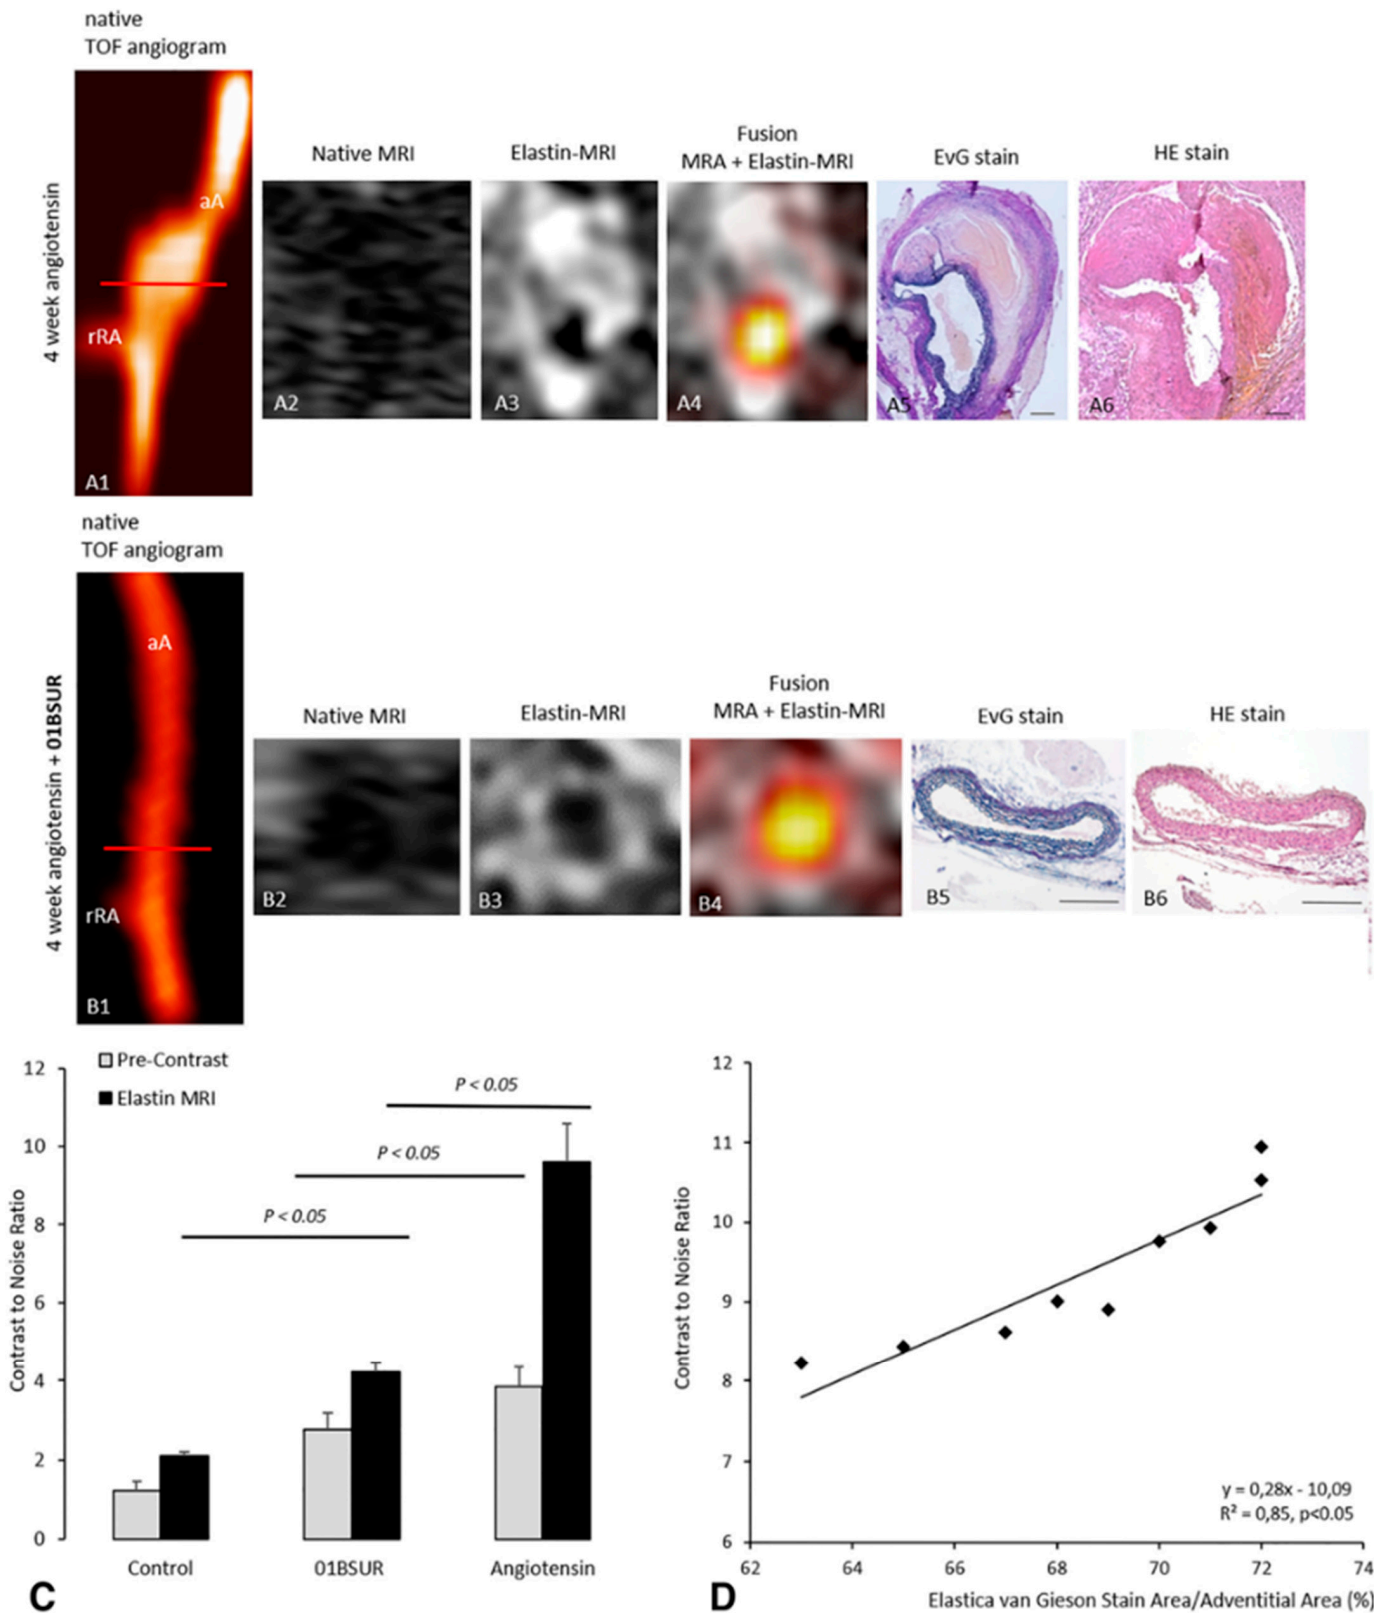 native
TOF angiogram
4 week angiotensin
aA
rRA
A1
Native MRI
A2
Elastin-MRI
A3
Fusion
MRA + Elastin-MRI
A4
EvG stain
A5
HE stain
A6
native
TOF angiogram
4 week angiotensin + 01BSUR
aA
rRA
B1
Native MRI
B2
Elastin-MRI
B3
Fusion
MRA + Elastin-MRI
B4
EvG stain
B5
HE stain
B6
Pre-Contrast
Elastin MRI
P < 0.05
P < 0.05
P < 0.05
Contrast to Noise Ratio
12
10
8
6
4
2
0
Control
01BSUR
Angiotensin
C
Contrast to Noise Ratio
12
11
10
9
8
7
6
y = 0,28x - 10,09
R² = 0,85, p<0.05
62 64 66 68 70 72 74
Elastica van Gieson Stain Area/Adventitial Area (%)
D